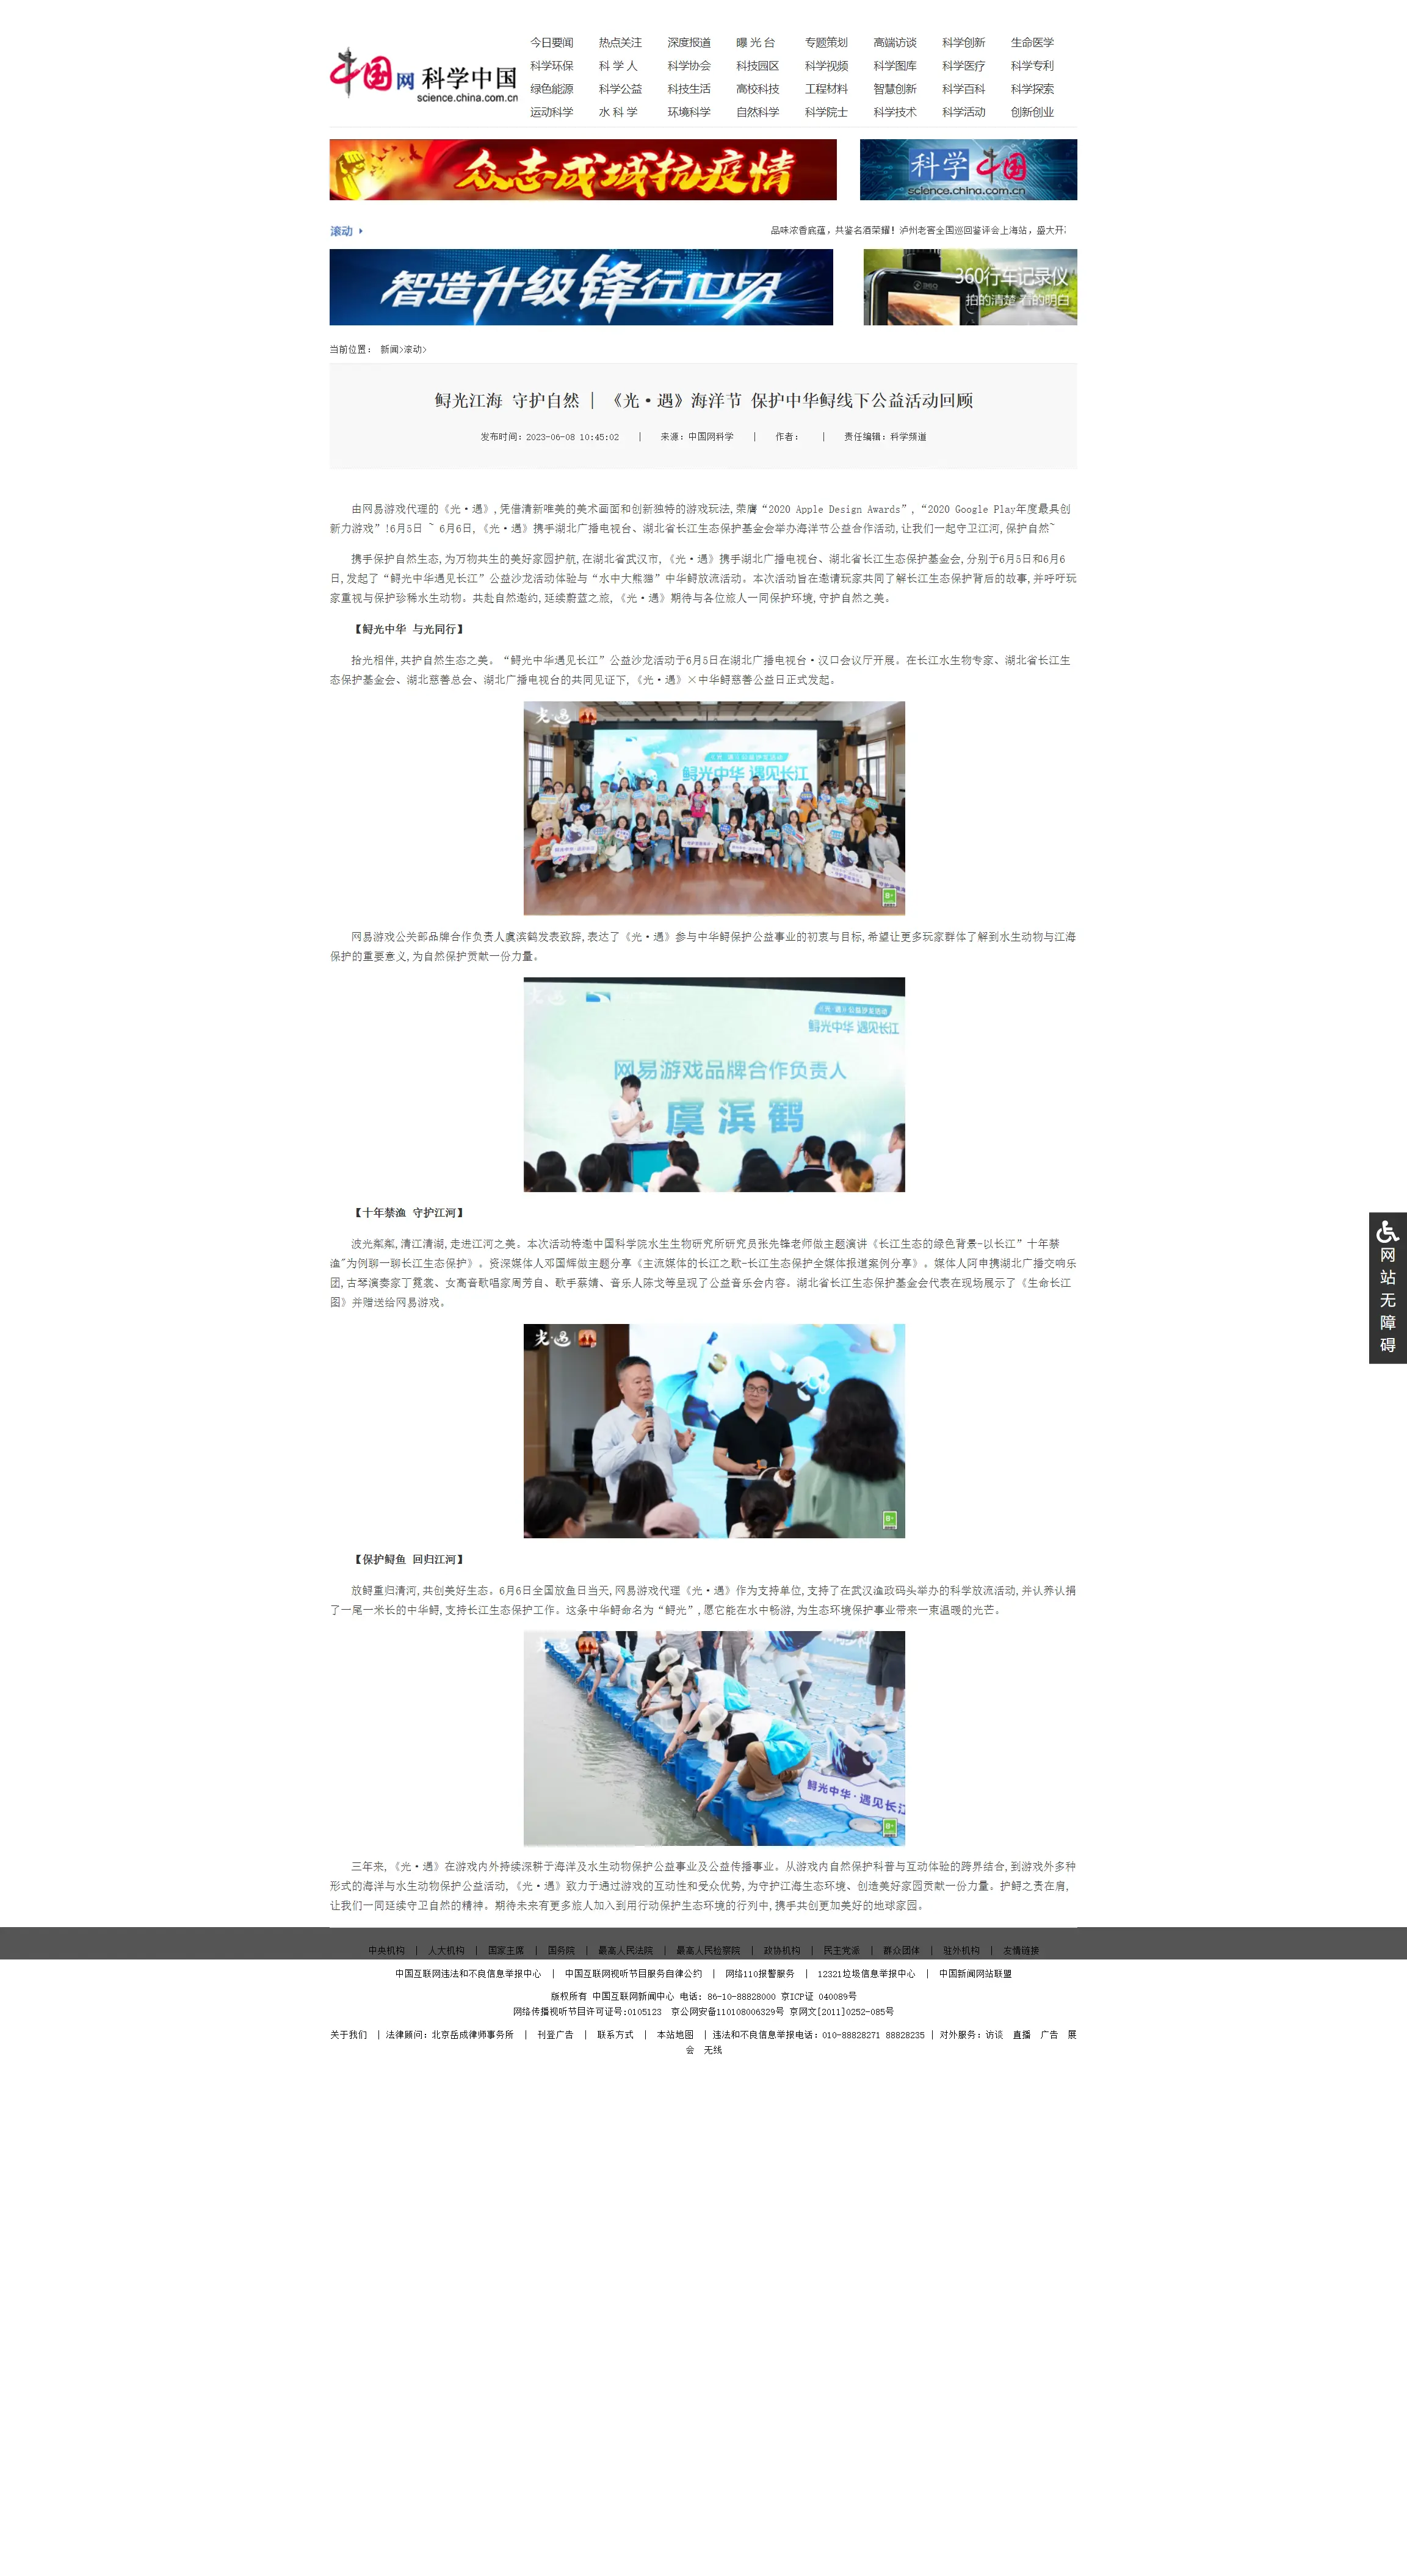 中国网 科学中国
science.china.com.cn
今日要闻 热点关注 深度报道 曝 光 台 专题策划 高端访谈 科学创新 生命医学
科学环保 科 学 人 科学协会 科技园区 科学视频 科学图库 科学医疗 科学专利
绿色能源 科学公益 科技生活 高校科技 工程材料 智慧创新 科学百科 科学探索
运动科学 水 科 学 环境科学 自然科学 科学院士 科学技术 科学活动 创新创业
众志成城抗疫情
科学中国
science.china.com.cn
滚动
品味浓香底蕴，共鉴名酒荣耀！泸州老窖全国巡回鉴评会上海站，盛大开
智造升级锋行世界
360行车记录仪
拍的清楚 看的明白
当前位置： 新闻>滚动>
鲟光江海 守护自然 | 《光·遇》海洋节 保护中华鲟线下公益活动回顾
发布时间：2023-06-08 10:45:02 | 来源：中国网科学 | 作者： | 责任编辑：科学频道
由网易游戏代理的《光·遇》,凭借清新唯美的美术画面和创新独特的游戏玩法,荣膺“2020 Apple Design Awards”,“2020 Google Play年度最具创
新力游戏”!6月5日 ~ 6月6日,《光·遇》携手湖北广播电视台、湖北省长江生态保护基金会举办海洋节公益合作活动,让我们一起守卫江河,保护自然~
携手保护自然生态,为万物共生的美好家园护航,在湖北省武汉市,《光·遇》携手湖北广播电视台、湖北省长江生态保护基金会,分别于6月5日和6月6
日,发起了“鲟光中华遇见长江”公益沙龙活动体验与“水中大熊猫”中华鲟放流活动。本次活动旨在邀请玩家共同了解长江生态保护背后的故事,并呼吁玩
家重视与保护珍稀水生动物。共赴自然邀约,延续蔚蓝之旅,《光·遇》期待与各位旅人一同保护环境,守护自然之美。
【鲟光中华 与光同行】
拾光相伴,共护自然生态之美。“鲟光中华遇见长江”公益沙龙活动于6月5日在湖北广播电视台·汉口会议厅开展。在长江水生物专家、湖北省长江生
态保护基金会、湖北慈善总会、湖北广播电视台的共同见证下,《光·遇》×中华鲟慈善公益日正式发起。
光·遇
鲟光中华 遇见长江
8+
网易游戏公关部品牌合作负责人虞滨鹤发表致辞,表达了《光·遇》参与中华鲟保护公益事业的初衷与目标,希望让更多玩家群体了解到水生动物与江海
保护的重要意义,为自然保护贡献一份力量。
光·遇
《光·遇》公益沙龙活动
鲟光中华 遇见长江
网易游戏品牌合作负责人
虞滨鹤
【十年禁渔 守护江河】
波光粼粼,清江清湖,走进江河之美。本次活动特邀中国科学院水生生物研究所研究员张先锋老师做主题演讲《长江生态的绿色背景-以长江”十年禁
渔"为例聊一聊长江生态保护》。资深媒体人邓国辉做主题分享《主流媒体的长江之歌-长江生态保护全媒体报道案例分享》。媒体人阿申携湖北广播交响乐
团,古琴演奏家丁霓裳、女高音歌唱家周芳自、歌手蔡婧、音乐人陈戈等呈现了公益音乐会内容。湖北省长江生态保护基金会代表在现场展示了《生命长江
图》并赠送给网易游戏。
光·遇
8+
【保护鲟鱼 回归江河】
放鲟重归清河,共创美好生态。6月6日全国放鱼日当天,网易游戏代理《光·遇》作为支持单位,支持了在武汉渔政码头举办的科学放流活动,并认养认捐
了一尾一米长的中华鲟,支持长江生态保护工作。这条中华鲟命名为“鲟光”,愿它能在水中畅游,为生态环境保护事业带来一束温暖的光芒。
光·遇
鲟光中华·遇见长江
8+
三年来,《光·遇》在游戏内外持续深耕于海洋及水生动物保护公益事业及公益传播事业。从游戏内自然保护科普与互动体验的跨界结合,到游戏外多种
形式的海洋与水生动物保护公益活动,《光·遇》致力于通过游戏的互动性和受众优势,为守护江海生态环境、创造美好家园贡献一份力量。护鲟之责在肩,
让我们一同延续守卫自然的精神。期待未来有更多旅人加入到用行动保护生态环境的行列中,携手共创更加美好的地球家园。
网站无障碍
中央机构 | 人大机构 | 国家主席 | 国务院 | 最高人民法院 | 最高人民检察院 | 政协机构 | 民主党派 | 群众团体 | 驻外机构 | 友情链接
中国互联网违法和不良信息举报中心 | 中国互联网视听节目服务自律公约 | 网络110报警服务 | 12321垃圾信息举报中心 | 中国新闻网站联盟
版权所有 中国互联网新闻中心 电话: 86-10-88828000 京ICP证 040089号
网络传播视听节目许可证号:0105123 京公网安备110108006329号 京网文[2011]0252-085号
关于我们 | 法律顾问：北京岳成律师事务所 | 刊登广告 | 联系方式 | 本站地图 | 违法和不良信息举报电话：010-88828271 88828235 | 对外服务：访谈 直播 广告 展
会 无线